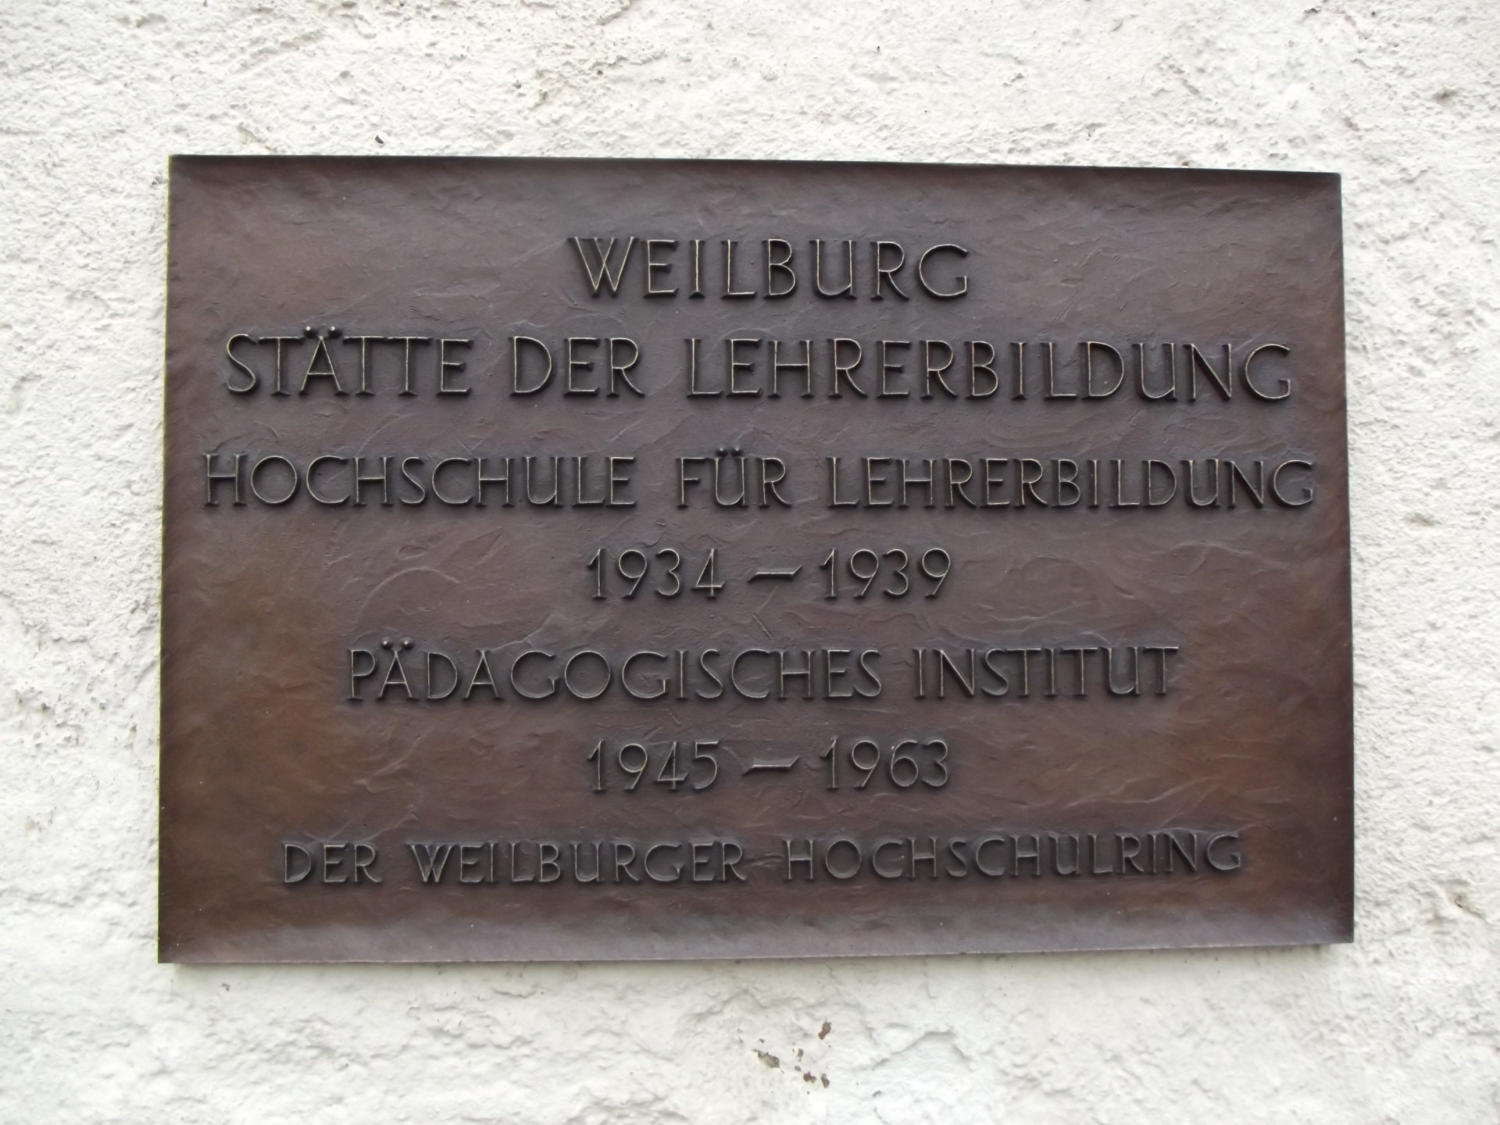 WEILBURG
STÄTTE DER LEHRERBILDUNG
HOCHSCHULE FÜR LEHRERBILDUNG
1934 – 1939
PÄDAGOGISCHES INSTITUT
1945 – 1963
DER WEILBURGER HOCHSCHULRING